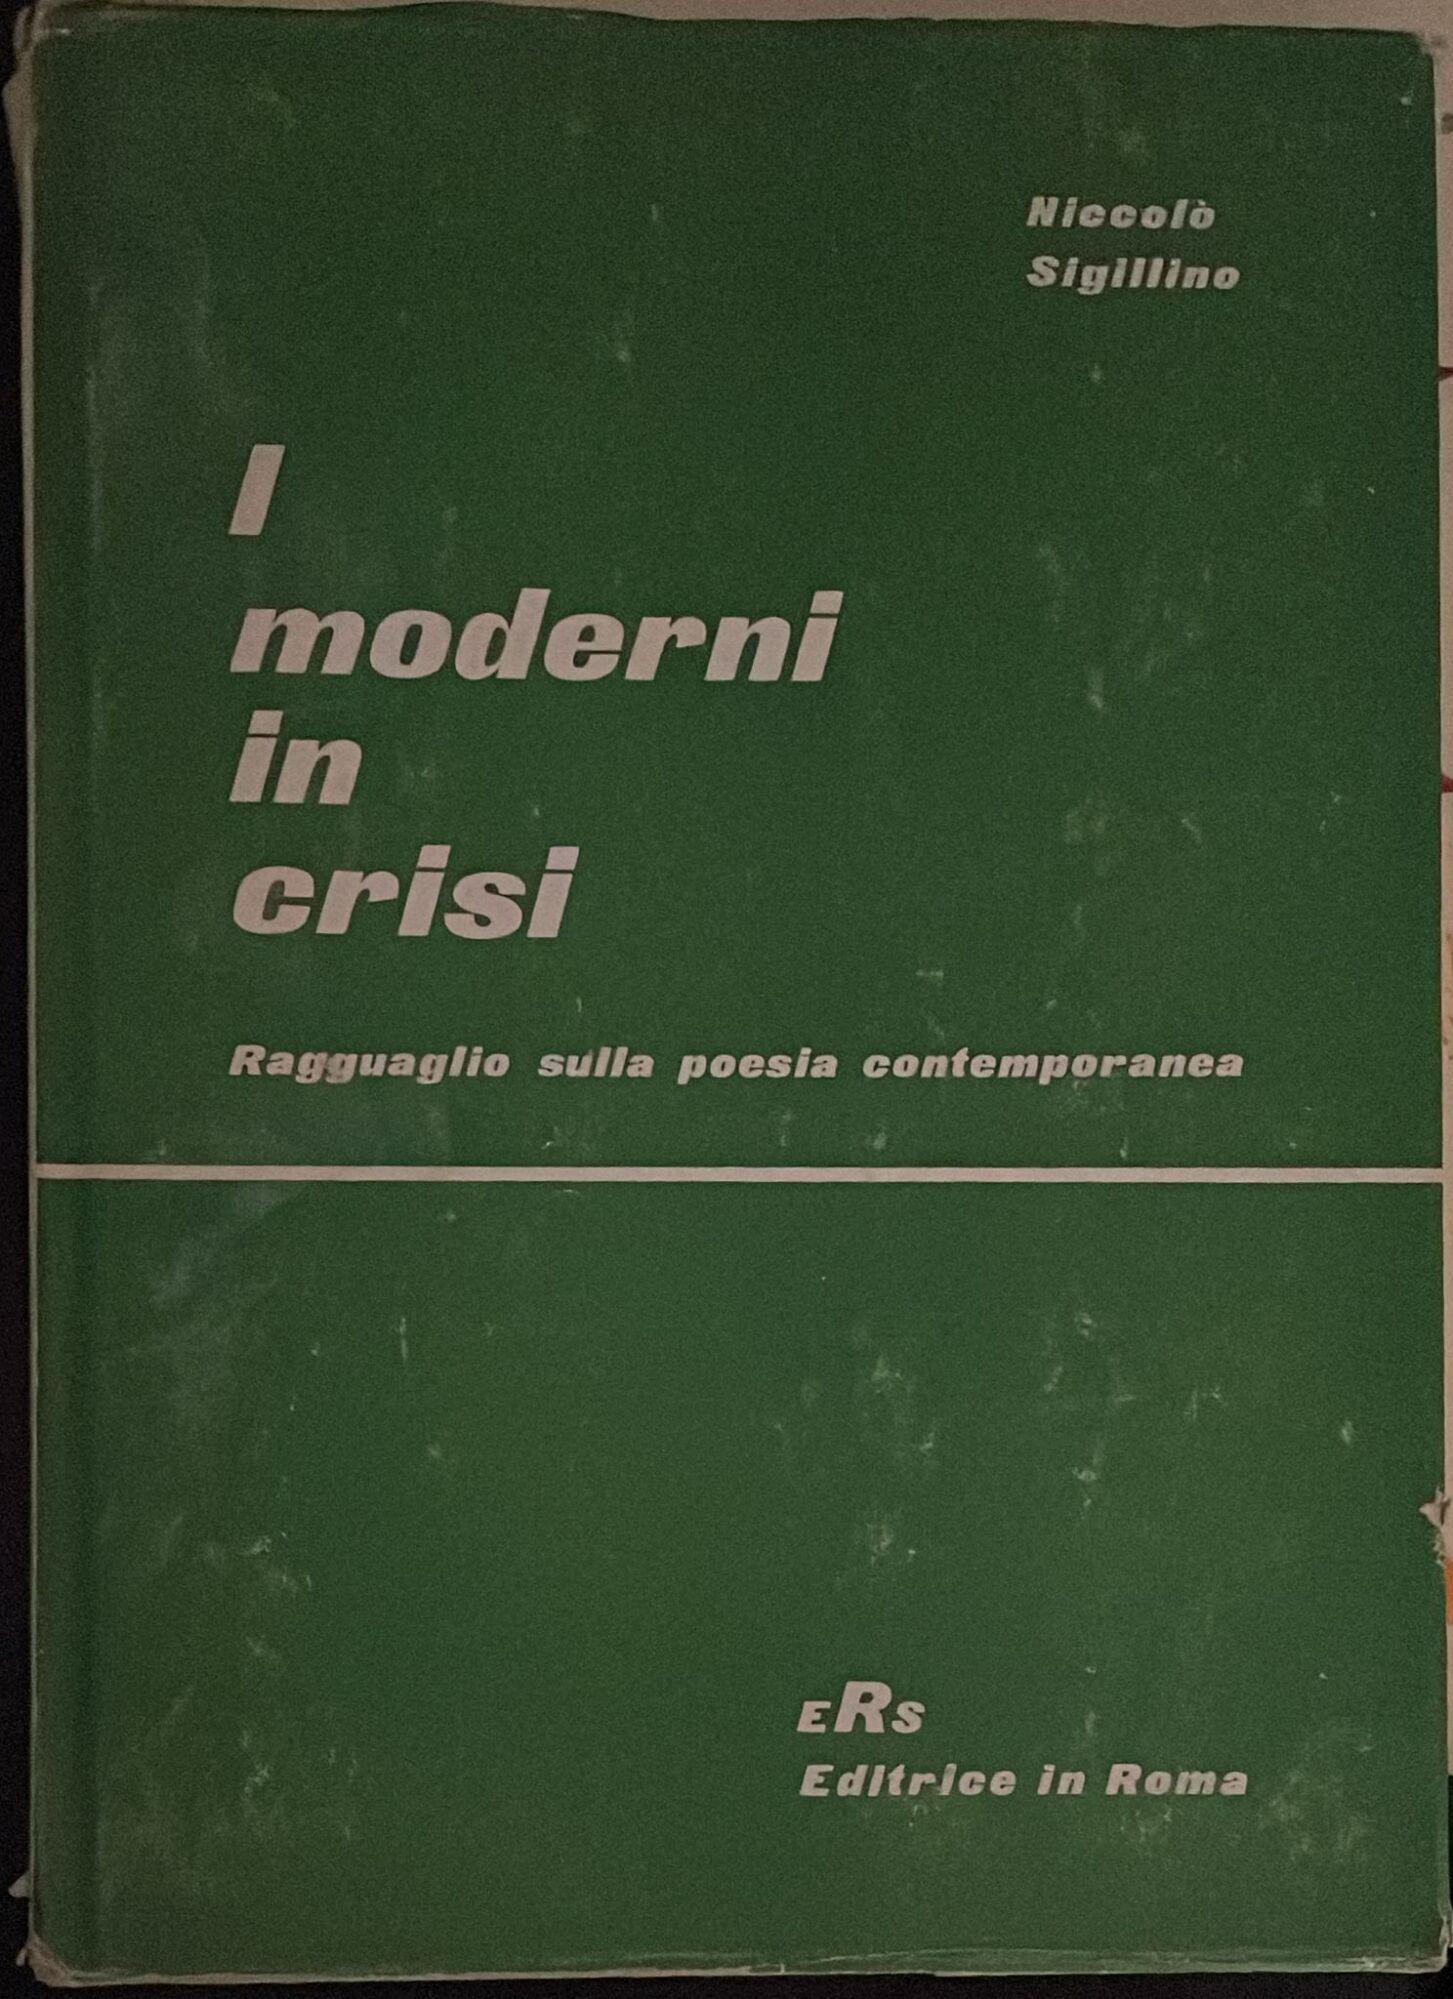 Niccolò
Sigillino
I
moderni
in
crisi
Ragguaglio sulla poesia contemporanea
ERS
Editrice in Roma